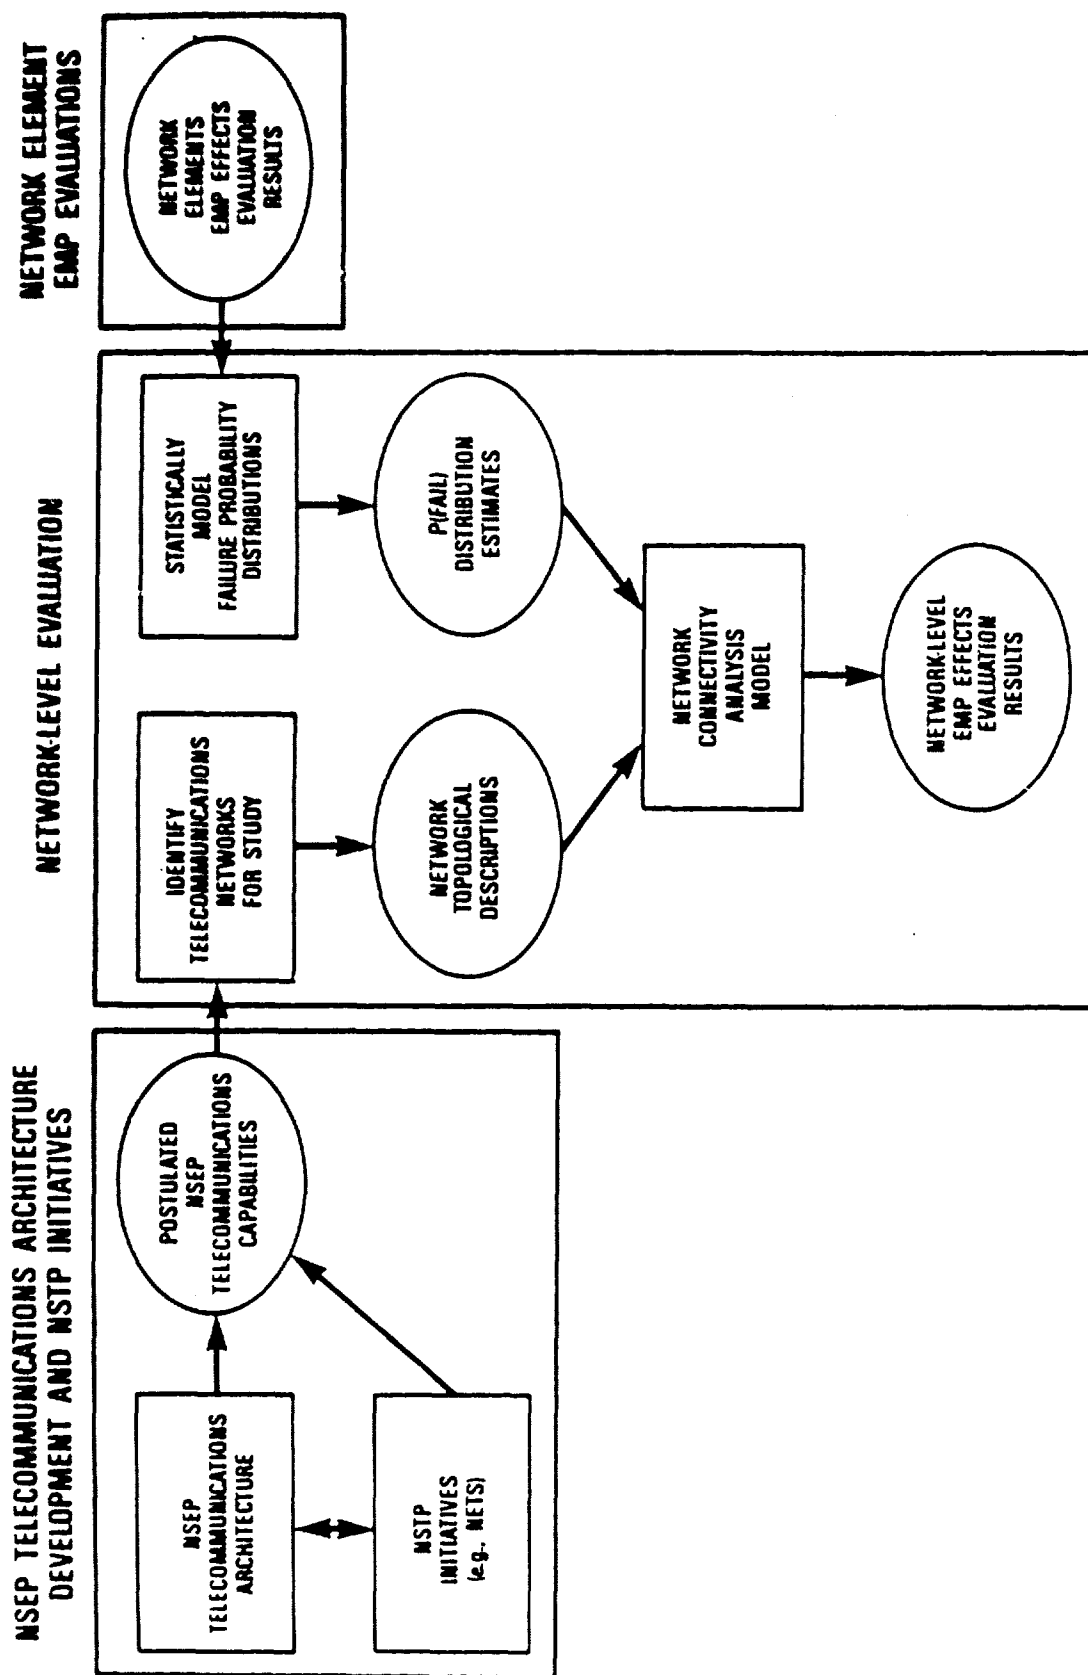 NSEP TELECOMMUNICATIONS ARCHITECTURE
DEVELOPMENT AND NSTP INITIATIVES
NSEP
TELECOMMUNICATIONS
ARCHITECTURE
NSTP
INITIATIVES
(e.g., NETS)
POSTULATED
NSEP
TELECOMMUNICATIONS
CAPABILITIES
NETWORK-LEVEL EVALUATION
IDENTIFY
TELECOMMUNICATIONS
NETWORKS
FOR STUDY
NETWORK
TOPOLOGICAL
DESCRIPTIONS
STATISTICALLY
MODEL
FAILURE PROBABILITY
DISTRIBUTIONS
P(FAIL)
DISTRIBUTION
ESTIMATES
NETWORK
CONNECTIVITY
ANALYSIS
MODEL
NETWORK-LEVEL
EMP EFFECTS
EVALUATION
RESULTS
NETWORK ELEMENT
EMP EVALUATIONS
NETWORK
ELEMENTS
EMP EFFECTS
EVALUATION
RESULTS